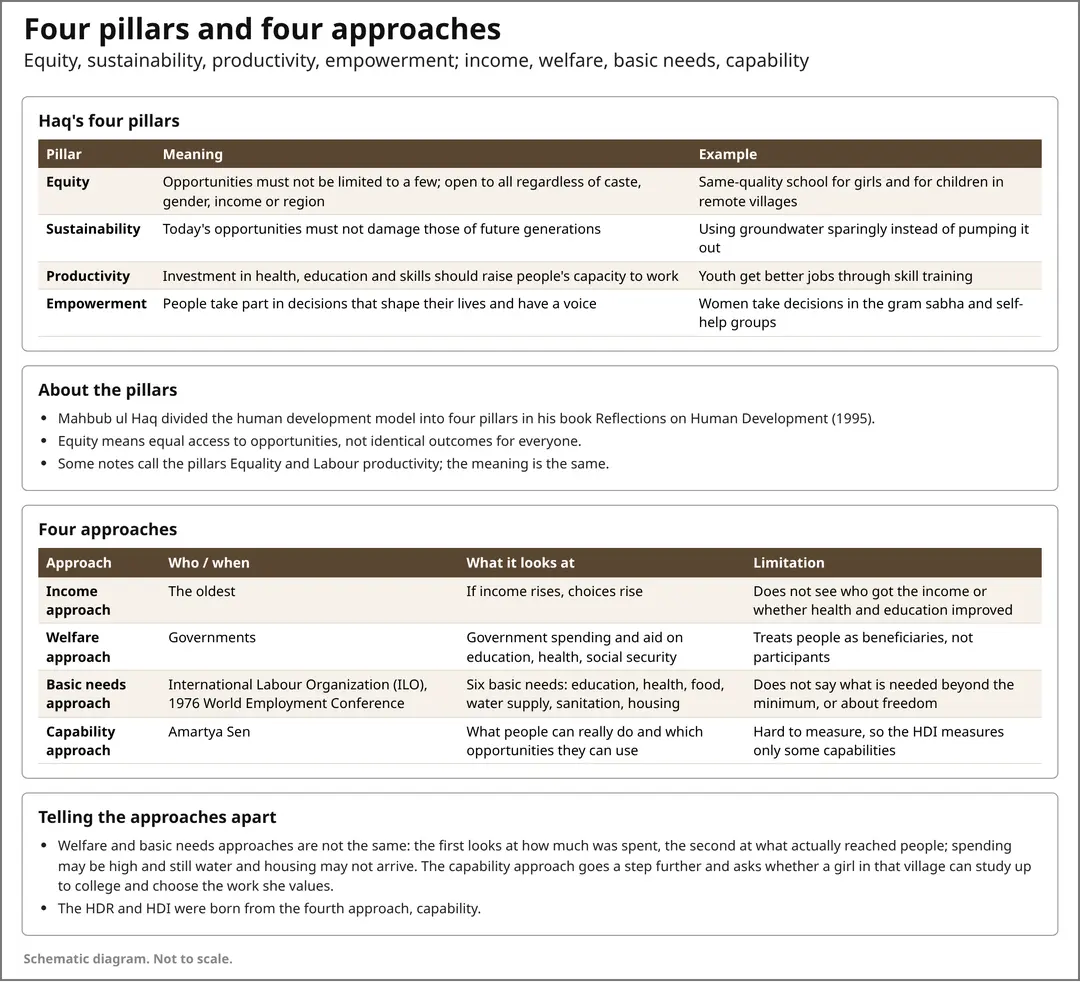 Four pillars and four approaches
Equity, sustainability, productivity, empowerment; income, welfare, basic needs, capability
Haq's four pillars
Pillar Meaning Example
Equity Opportunities must not be limited to a few; open to all regardless of caste, gender, income or region Same-quality school for girls and for children in remote villages
Sustainability Today's opportunities must not damage those of future generations Using groundwater sparingly instead of pumping it out
Productivity Investment in health, education and skills should raise people's capacity to work Youth get better jobs through skill training
Empowerment People take part in decisions that shape their lives and have a voice Women take decisions in the gram sabha and self-help groups
About the pillars
• Mahbub ul Haq divided the human development model into four pillars in his book Reflections on Human Development (1995).
• Equity means equal access to opportunities, not identical outcomes for everyone.
• Some notes call the pillars Equality and Labour productivity; the meaning is the same.
Four approaches
Approach Who / when What it looks at Limitation
Income approach The oldest If income rises, choices rise Does not see who got the income or whether health and education improved
Welfare approach Governments Government spending and aid on education, health, social security Treats people as beneficiaries, not participants
Basic needs approach International Labour Organization (ILO), 1976 World Employment Conference Six basic needs: education, health, food, water supply, sanitation, housing Does not say what is needed beyond the minimum, or about freedom
Capability approach Amartya Sen What people can really do and which opportunities they can use Hard to measure, so the HDI measures only some capabilities
Telling the approaches apart
• Welfare and basic needs approaches are not the same: the first looks at how much was spent, the second at what actually reached people; spending
may be high and still water and housing may not arrive. The capability approach goes a step further and asks whether a girl in that village can study up
to college and choose the work she values.
• The HDR and HDI were born from the fourth approach, capability.
Schematic diagram. Not to scale.